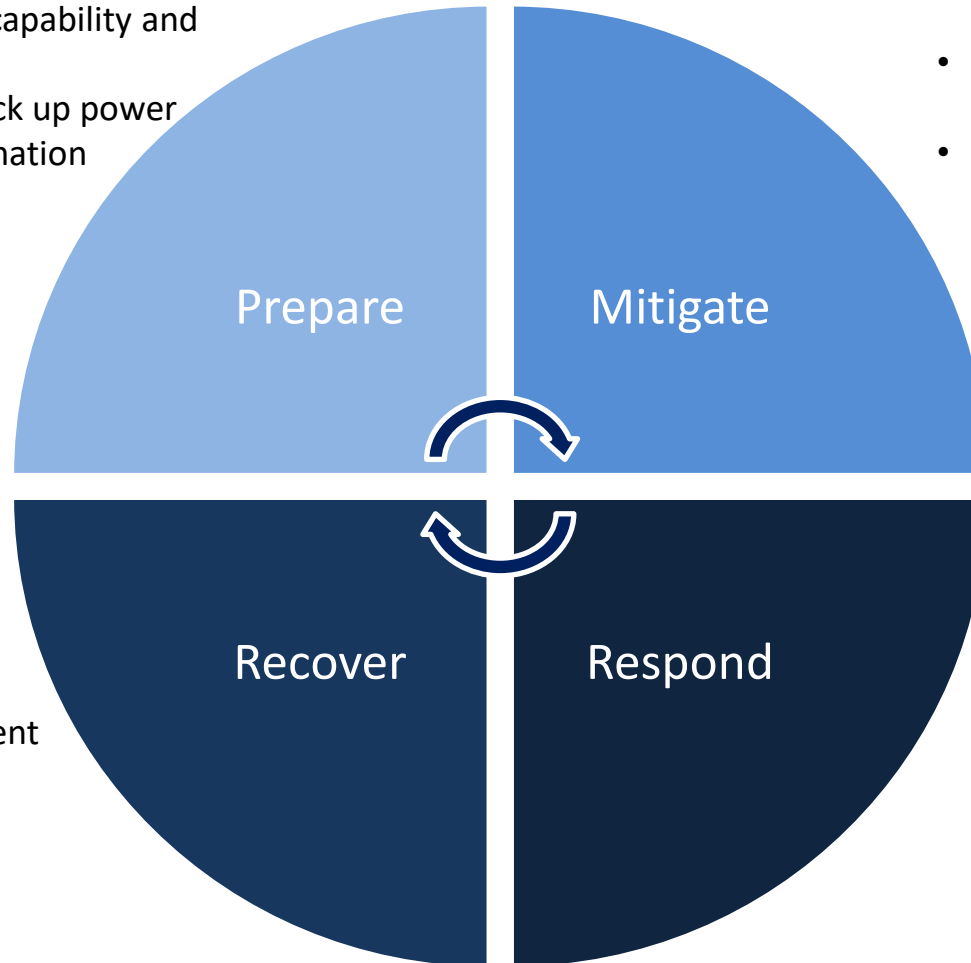 capability and
ck up power
nation
•
•
Prepare
Mitigate
Recover
Respond
ent